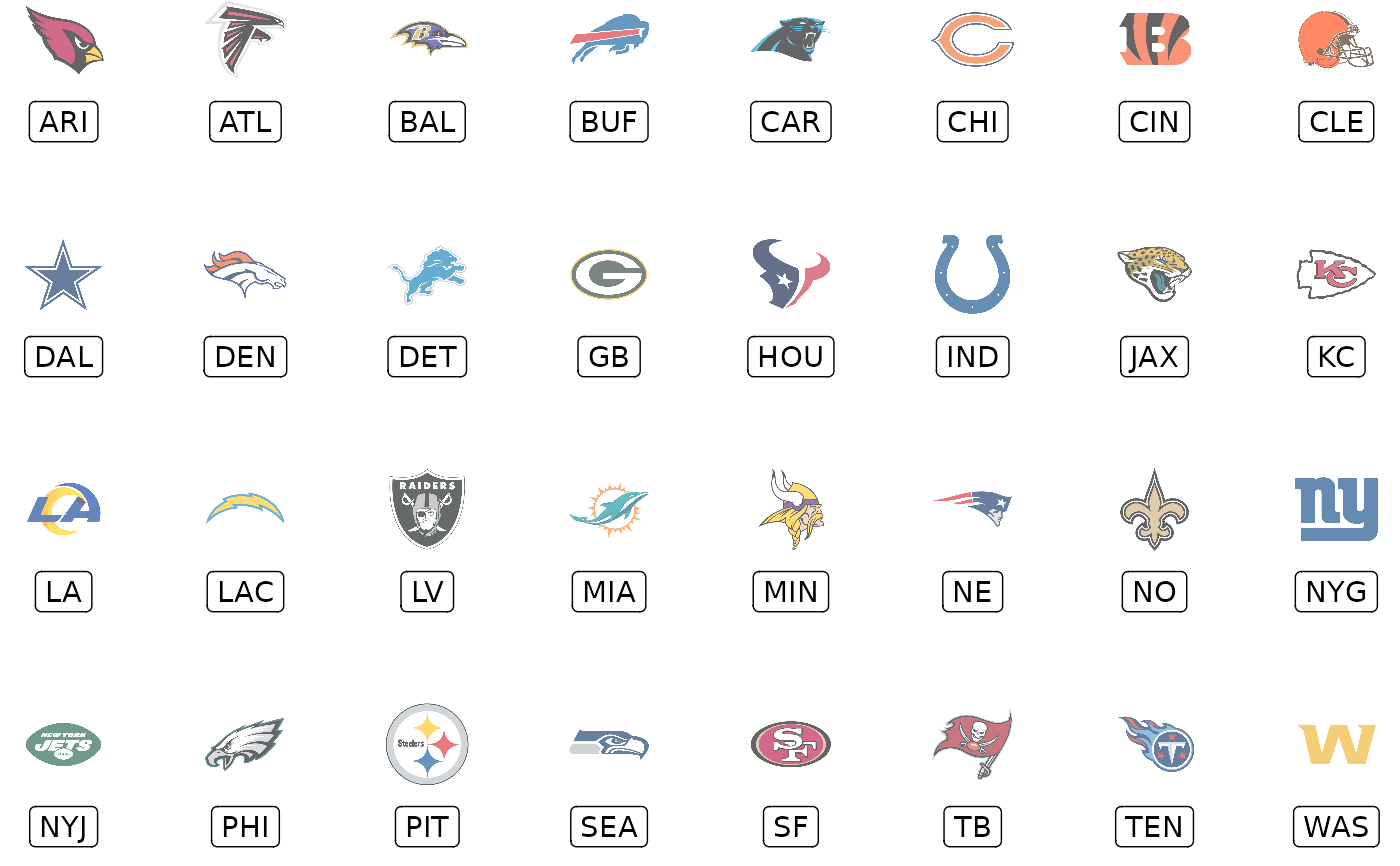 ARI ATL BAL BUF CAR CHI CIN CLE
DAL DEN DET GB HOU IND JAX KC
RAIDERS
LA LAC LV MIA MIN NE NO NYG
NEW YORK
JETS
Steelers
NYJ PHI PIT SEA SF TB TEN WAS